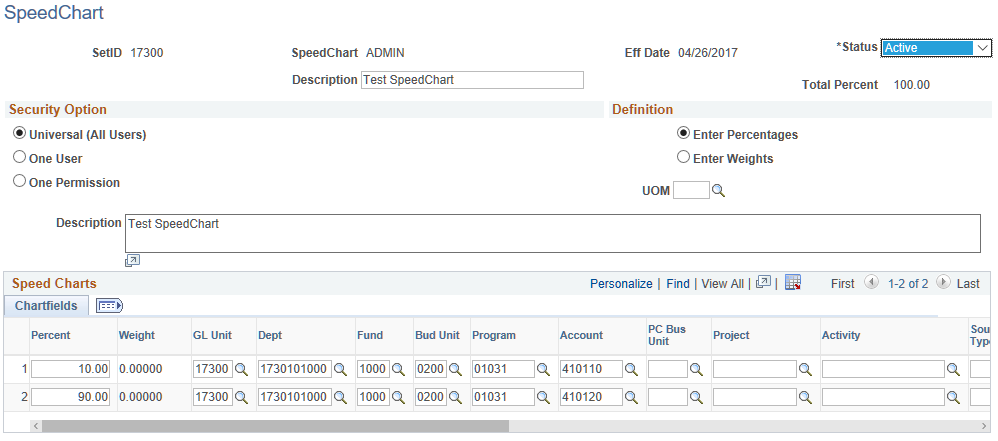 SpeedChart
SetID 17300 SpeedChart ADMIN Eff Date 04/26/2017 *Status Active
Description Test SpeedChart Total Percent 100.00
Security Option Definition
Universal (All Users) Enter Percentages
One User Enter Weights
One Permission
UOM
Description Test SpeedChart
Speed Charts Personalize | Find | View All | | First 1-2 of 2 Last
Chartfields
Percent Weight GL Unit Dept Fund Bud Unit Program Account PC Bus Unit Project Activity Sou Type
1 10.00 0.00000 17300 1730101000 1000 0200 01031 410110
2 90.00 0.00000 17300 1730101000 1000 0200 01031 410120